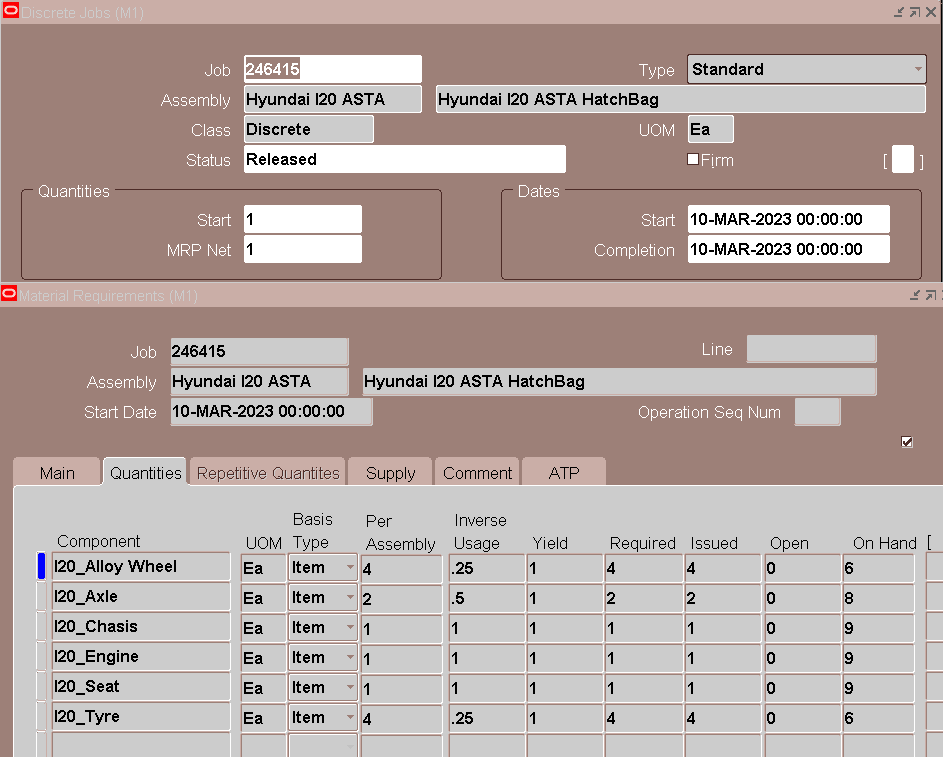 Discrete Jobs (M1)
Job 246415 Type Standard
Assembly Hyundai I20 ASTA Hyundai I20 ASTA HatchBag
Class Discrete UOM Ea
Status Released Firm [ ]
Quantities Dates
Start 1 Start 10-MAR-2023 00:00:00
MRP Net 1 Completion 10-MAR-2023 00:00:00
Material Requirements (M1)
Job 246415 Line
Assembly Hyundai I20 ASTA Hyundai I20 ASTA HatchBag
Start Date 10-MAR-2023 00:00:00 Operation Seq Num
Main Quantities Repetitive Quantites Supply Comment ATP
Basis Per Inverse
Component UOM Type Assembly Usage Yield Required Issued Open On Hand [
I20_Alloy Wheel Ea Item 4 .25 1 4 4 0 6
I20_Axle Ea Item 2 .5 1 2 2 0 8
I20_Chasis Ea Item 1 1 1 1 1 0 9
I20_Engine Ea Item 1 1 1 1 1 0 9
I20_Seat Ea Item 1 1 1 1 1 0 9
I20_Tyre Ea Item 4 .25 1 4 4 0 6